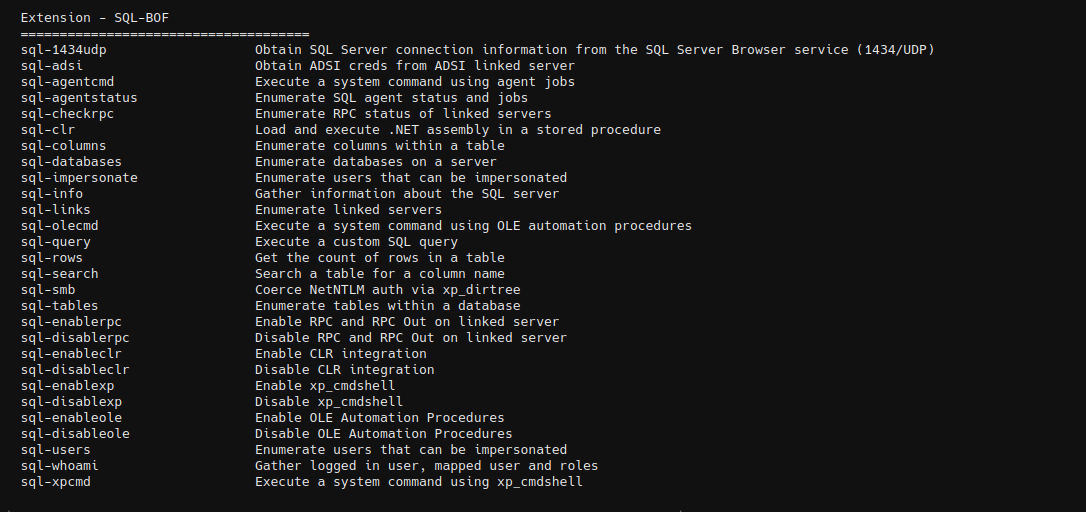 Extension - SQL-BOF
=====================================
sql-1434udp Obtain SQL Server connection information from the SQL Server Browser service (1434/UDP)
sql-adsi Obtain ADSI creds from ADSI linked server
sql-agentcmd Execute a system command using agent jobs
sql-agentstatus Enumerate SQL agent status and jobs
sql-checkrpc Enumerate RPC status of linked servers
sql-clr Load and execute .NET assembly in a stored procedure
sql-columns Enumerate columns within a table
sql-databases Enumerate databases on a server
sql-impersonate Enumerate users that can be impersonated
sql-info Gather information about the SQL server
sql-links Enumerate linked servers
sql-olecmd Execute a system command using OLE automation procedures
sql-query Execute a custom SQL query
sql-rows Get the count of rows in a table
sql-search Search a table for a column name
sql-smb Coerce NetNTLM auth via xp_dirtree
sql-tables Enumerate tables within a database
sql-enablerpc Enable RPC and RPC Out on linked server
sql-disablerpc Disable RPC and RPC Out on linked server
sql-enableclr Enable CLR integration
sql-disableclr Disable CLR integration
sql-enablexp Enable xp_cmdshell
sql-disablexp Disable xp_cmdshell
sql-enableole Enable OLE Automation Procedures
sql-disableole Disable OLE Automation Procedures
sql-users Enumerate users that can be impersonated
sql-whoami Gather logged in user, mapped user and roles
sql-xpcmd Execute a system command using xp_cmdshell